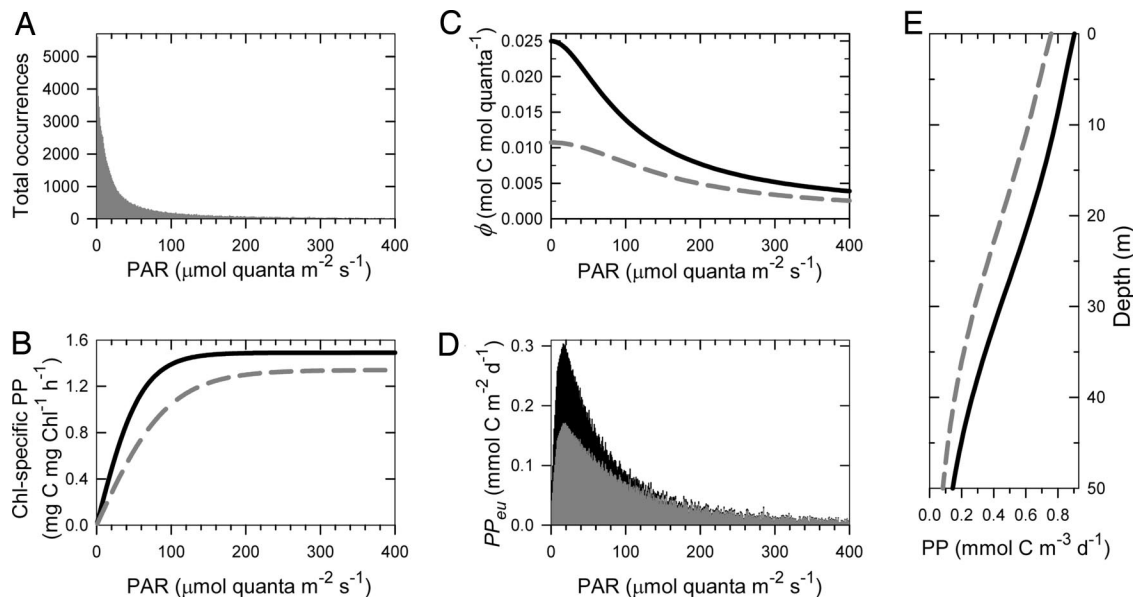 A
Total occurrences
5000
4000
3000
2000
1000
0
0 100 200 300 400
PAR (μmol quanta m⁻² s⁻¹)
B
Chl-specific PP
(mg C mg Chl⁻¹ h⁻¹)
1.6
1.2
0.8
0.4
0.0
0 100 200 300 400
PAR (μmol quanta m⁻² s⁻¹)
C
ϕ (mol C mol quanta⁻¹)
0.025
0.020
0.015
0.010
0.005
0.000
0 100 200 300 400
PAR (μmol quanta m⁻² s⁻¹)
D
PPeu (mmol C m⁻² d⁻¹)
0.3
0.2
0.1
0.0
0 100 200 300 400
PAR (μmol quanta m⁻² s⁻¹)
E
0
10
20
30
40
50
Depth (m)
0.0 0.2 0.4 0.6 0.8
PP (mmol C m⁻³ d⁻¹)